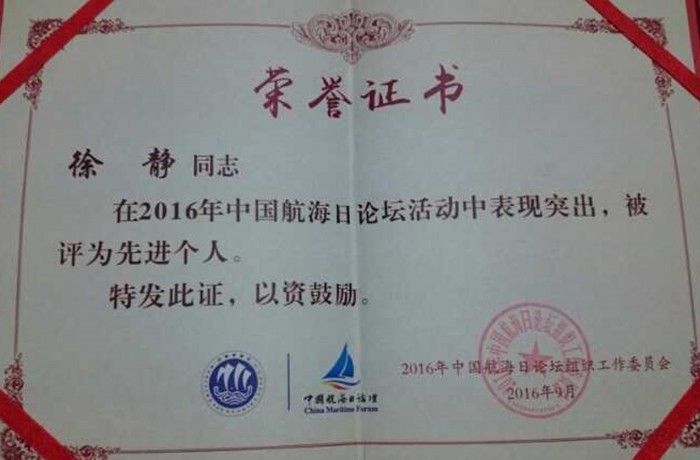 荣誉证书
徐 静 同志
在2016年中国航海日论坛活动中表现突出，被
评为先进个人。
特发此证，以资鼓励。
中国航海日论坛
China Maritime Forum
2016年中国航海日论坛组织工作委员会
2016年9月